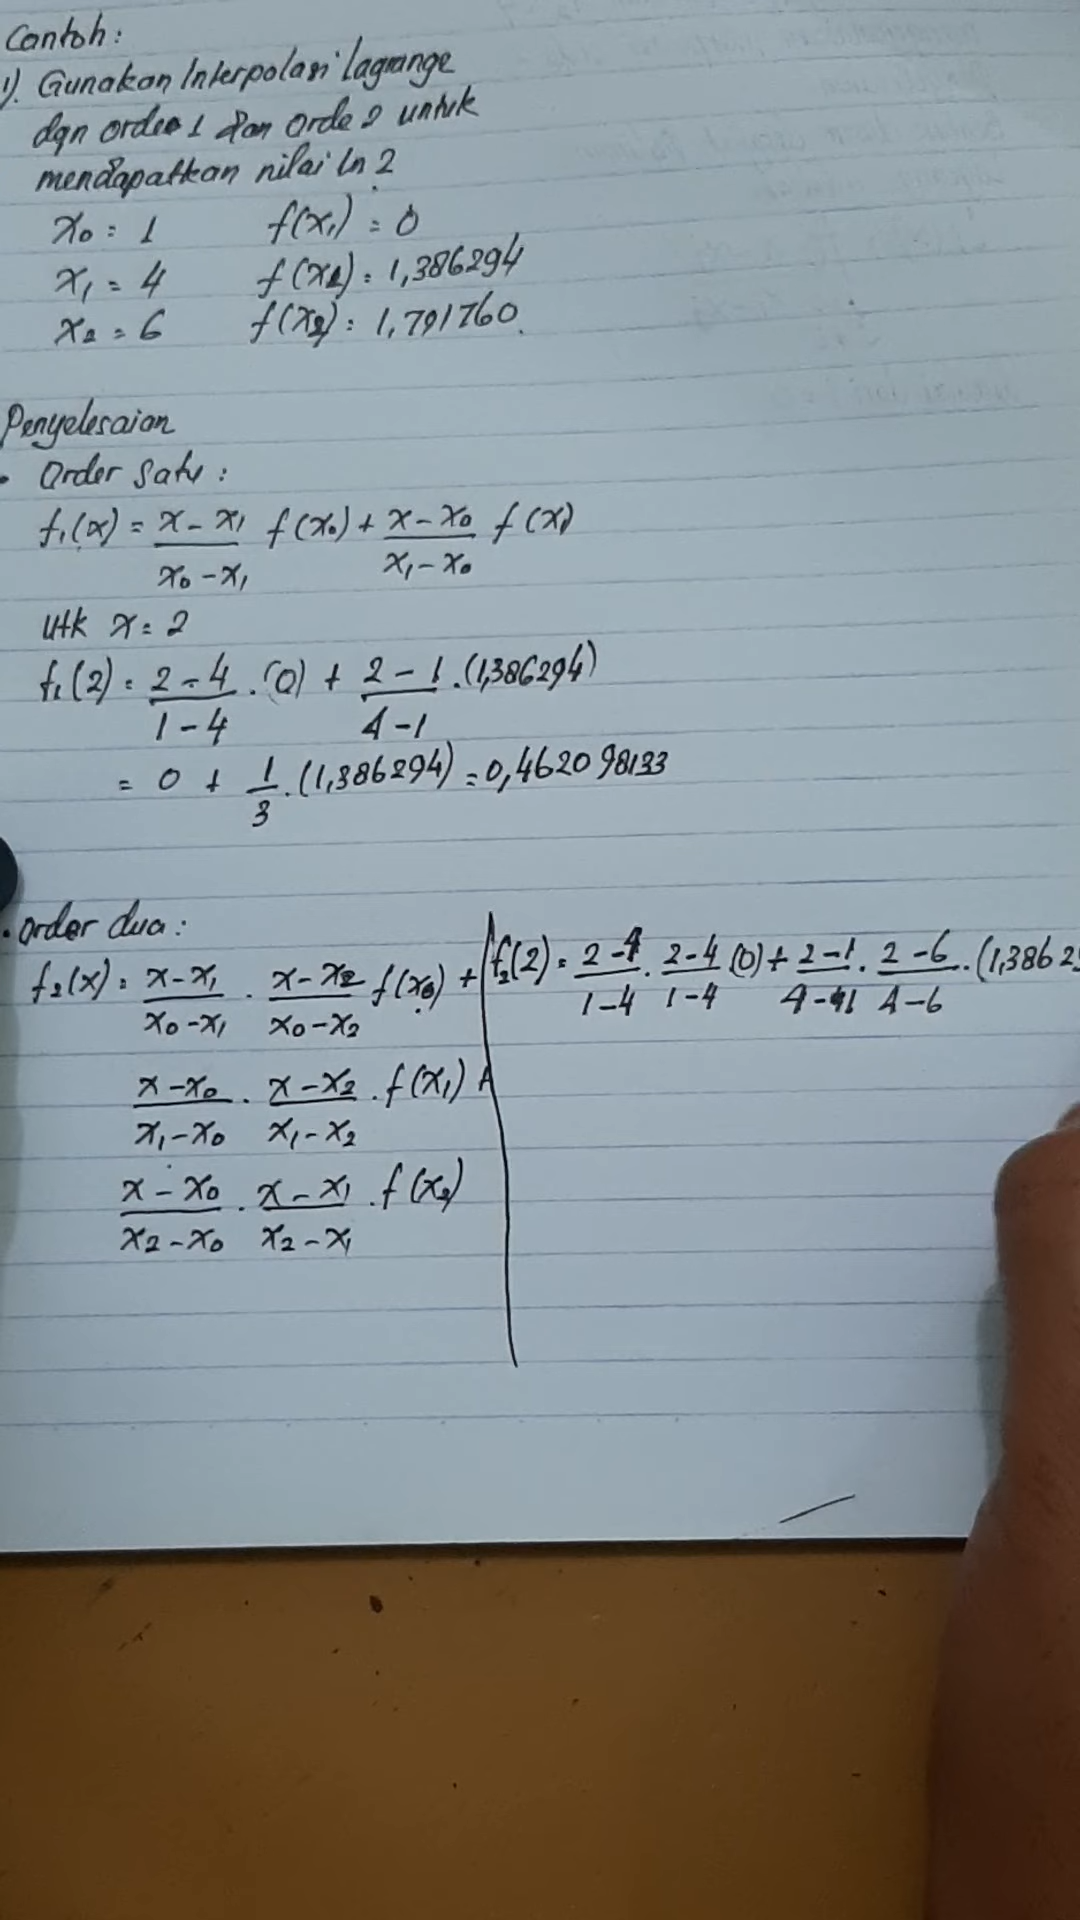 Contoh:
1). Gunakan Interpolasi lagrange
dgn order 1 dan orde 2 untuk
mendapatkan nilai ln 2
x₀ = 1 f(x₁) = 0
x₁ = 4 f(x₂) = 1,386294
x₂ = 6 f(x₃) = 1,791760
Penyelesaian
• Order satu :
f₁(x) = x - x₁ f(x₀) + x - x₀ f(x₁)
x₀ - x₁ x₁ - x₀
Utk x = 2
f₁(2) = 2 - 4 . (0) + 2 - 1 . (1,386294)
1 - 4 4 - 1
= 0 + 1 . (1,386294) = 0,462098133
3
• order dua :
f₂(x) = x - x₁ . x - x₂ f(x₀) +
x₀ - x₁ x₀ - x₂
x - x₀ . x - x₂ . f(x₁) +
x₁ - x₀ x₁ - x₂
x - x₀ . x - x₁ . f(x₂)
x₂ - x₀ x₂ - x₁
f₂(2) = 2 - 4 . 2 - 4 (0) + 2 - 1 . 2 - 6 . (1,3862
1 - 4 1 - 4 4 - 1 4 - 6